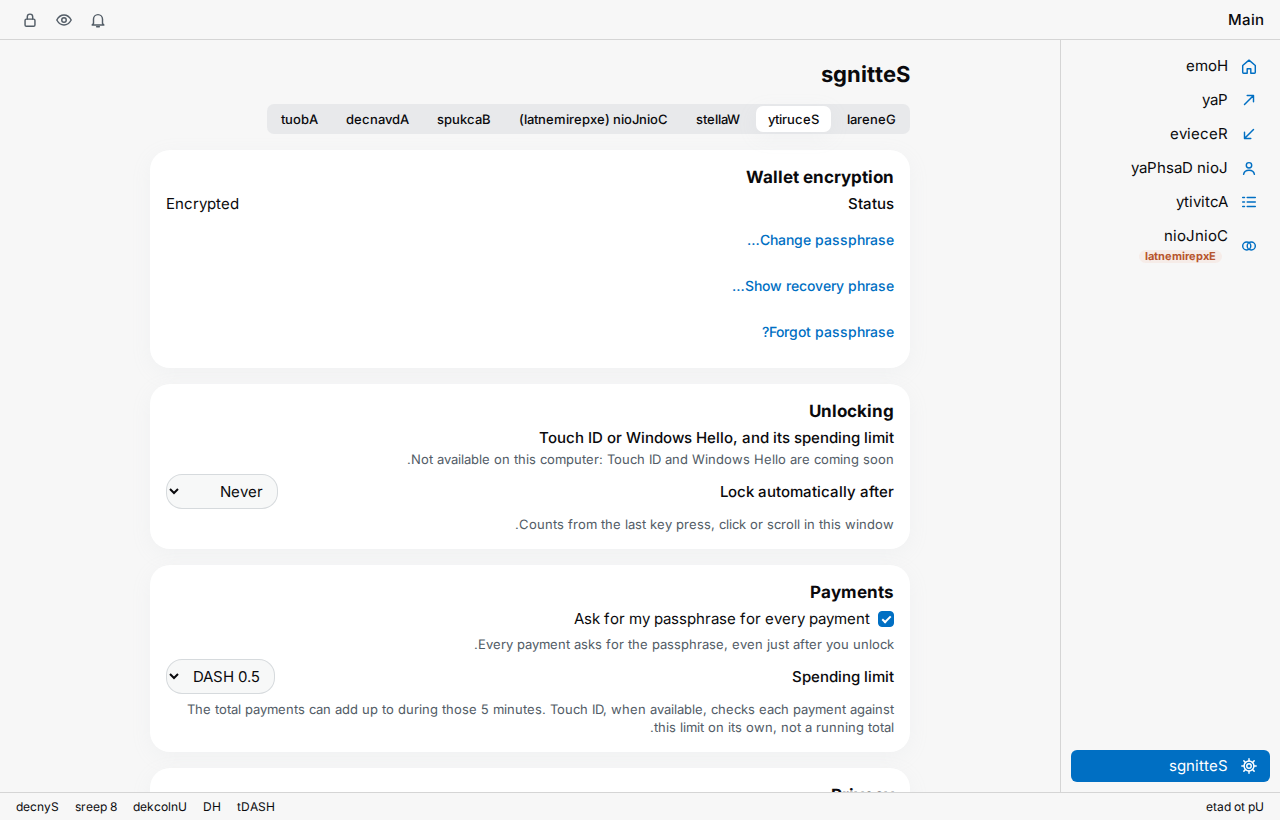 Main
emoH
yaP
evieceR
yaPhsaD nioJ
ytivitcA
nioJnioC
latnemirepxE
sgnitteS
sgnitteS
lareneG
ytiruceS
stellaW
(latnemirepxe) nioJnioC
spukcaB
decnavdA
tuobA
Wallet encryption
Status
Encrypted
...Change passphrase
...Show recovery phrase
?Forgot passphrase
Unlocking
Touch ID or Windows Hello, and its spending limit
.Not available on this computer: Touch ID and Windows Hello are coming soon
Lock automatically after
Never
.Counts from the last key press, click or scroll in this window
Payments
Ask for my passphrase for every payment
.Every payment asks for the passphrase, even just after you unlock
Spending limit
DASH 0.5
The total payments can add up to during those 5 minutes. Touch ID, when available, checks each payment against
.this limit on its own, not a running total
etad ot pU
tDASH
DH
dekcolnU
sreep 8
decnyS